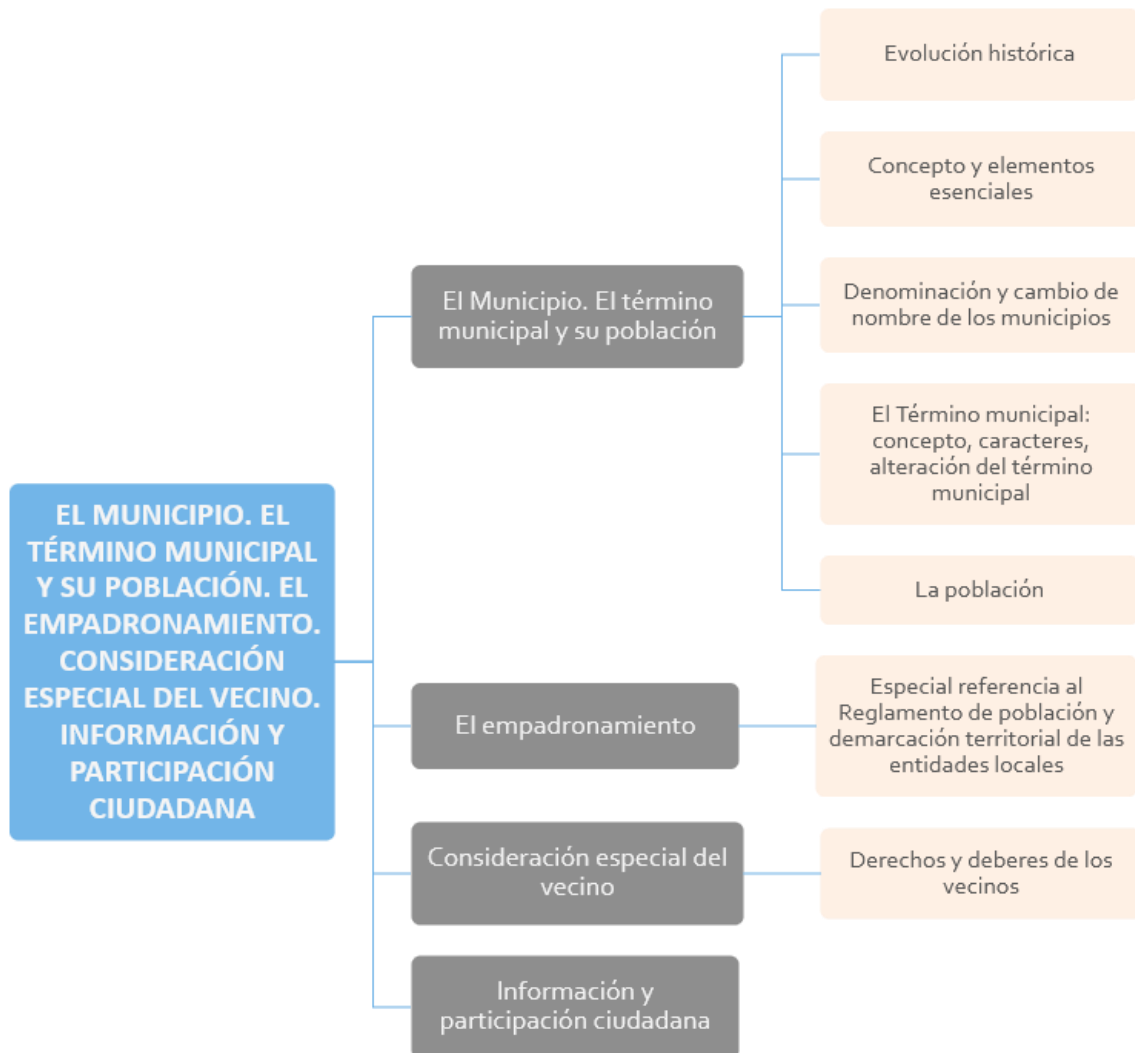 EL MUNICIPIO. EL
TÉRMINO MUNICIPAL
Y SU POBLACIÓN. EL
EMPADRONAMIENTO.
CONSIDERACIÓN
ESPECIAL DEL VECINO.
INFORMACIÓN Y
PARTICIPACIÓN
CIUDADANA
El Municipio. El término
municipal y su población
Evolución histórica
Concepto y elementos
esenciales
Denominación y cambio de
nombre de los municipios
El Término municipal:
concepto, caracteres,
alteración del término
municipal
La población
El empadronamiento
Especial referencia al
Reglamento de población y
demarcación territorial de las
entidades locales
Consideración especial del
vecino
Derechos y deberes de los
vecinos
Información y
participación ciudadana